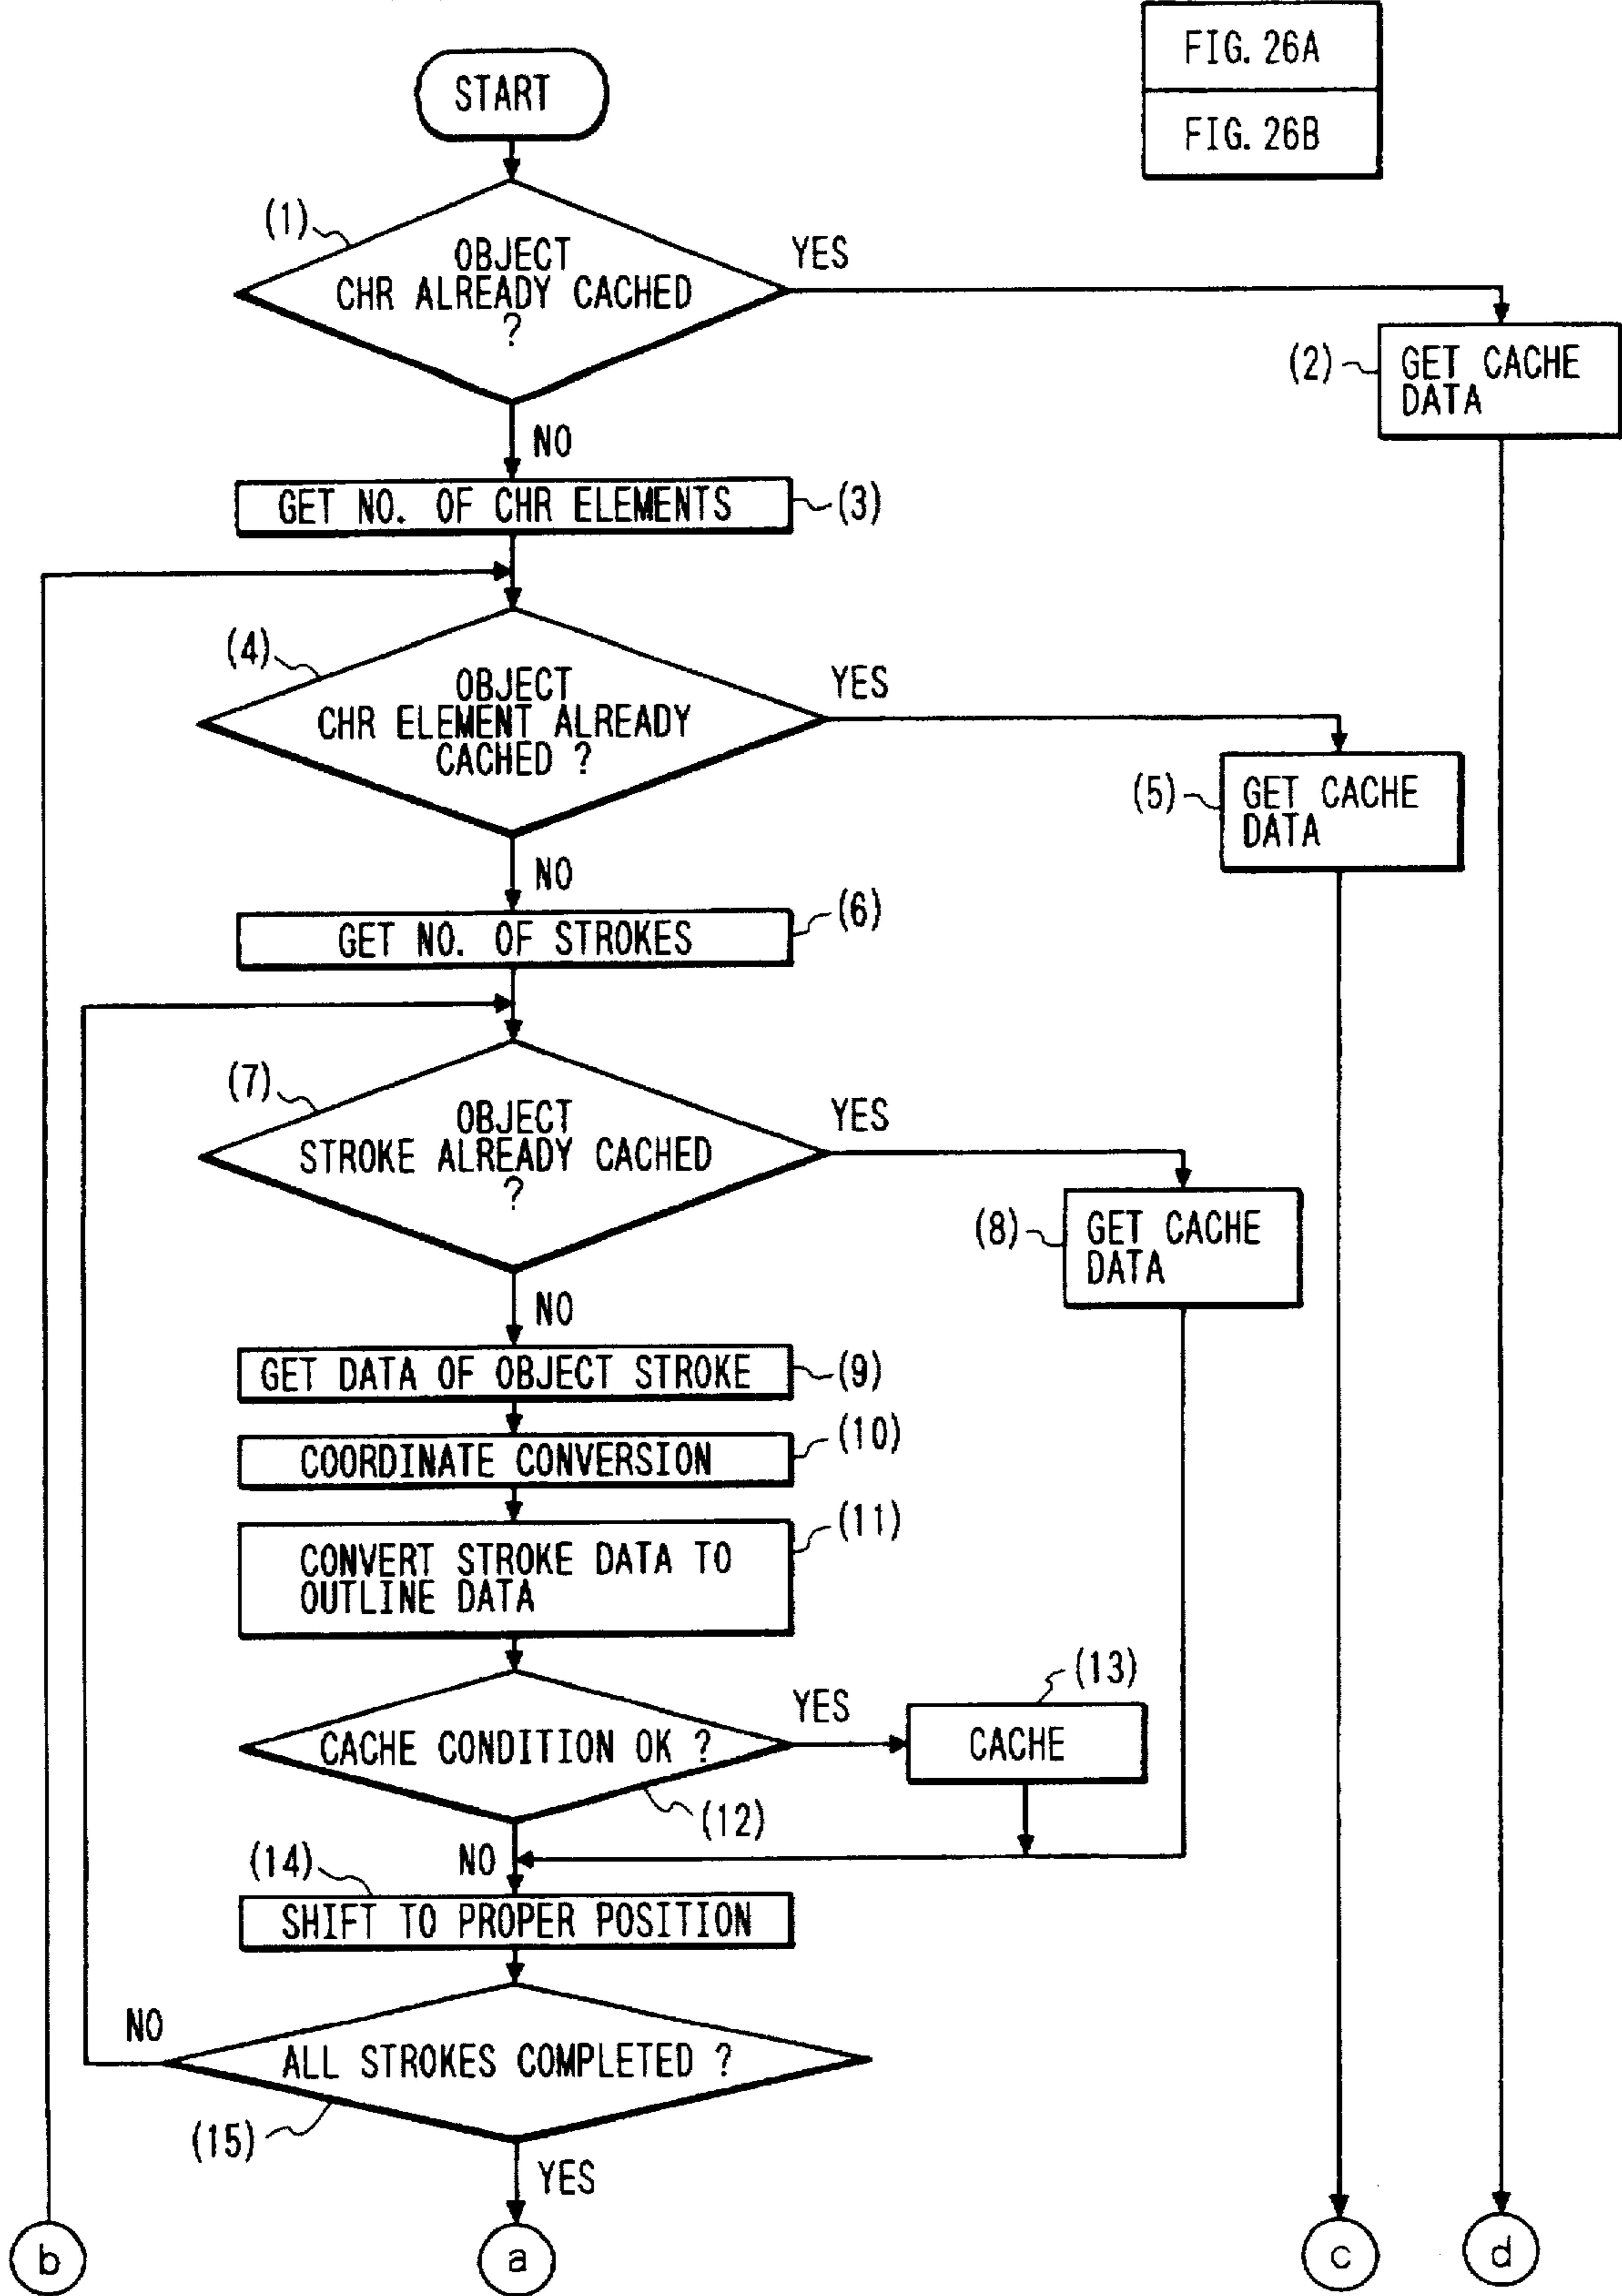 FIG. 26A
FIG. 26B
START
(1)
OBJECT
CHR ALREADY CACHED
?
YES
(2)
GET CACHE
DATA
NO
GET NO. OF CHR ELEMENTS
(3)
(4)
OBJECT
CHR ELEMENT ALREADY
CACHED ?
YES
(5)
GET CACHE
DATA
NO
GET NO. OF STROKES
(6)
(7)
OBJECT
STROKE ALREADY CACHED
?
YES
(8)
GET CACHE
DATA
NO
GET DATA OF OBJECT STROKE
(9)
COORDINATE CONVERSION
(10)
CONVERT STROKE DATA TO
OUTLINE DATA
(11)
CACHE CONDITION OK ?
(12)
YES
CACHE
(13)
NO
(14)
SHIFT TO PROPER POSITION
NO
ALL STROKES COMPLETED ?
(15)
YES
b
a
c
d